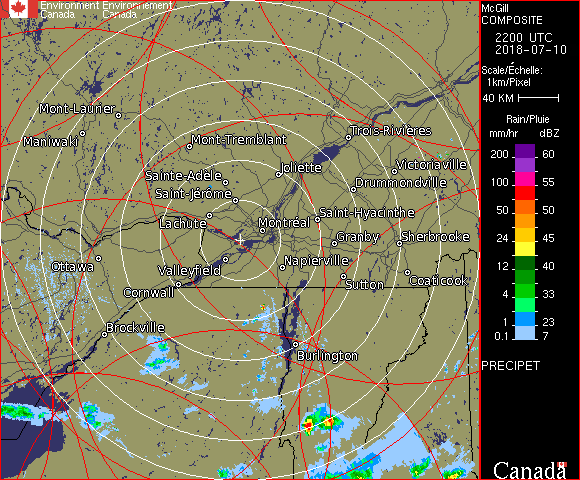 Environment Environnement
Canada Canada
McGill
COMPOSITE
2200 UTC
2018-07-10
Scale/Échelle:
1km/Pixel
40 KM
Rain/Pluie
mm/hr dBZ
200 60
155
100 55
50 50
24 45
12 40
4 33
1 23
0.1 7
PRECIPET
Canada
Mont-Laurier
Maniwaki
Mont-Tremblant
Trois-Rivières
Sainte-Adèle
Joliette
Victoriaville
Saint-Jérôme
Drummondville
Lachute
Montréal
Saint-Hyacinthe
Granby
Sherbrooke
Ottawa
Valleyfield
Napierville
Cornwall
Sutton
Coaticook
Brockville
Burlington